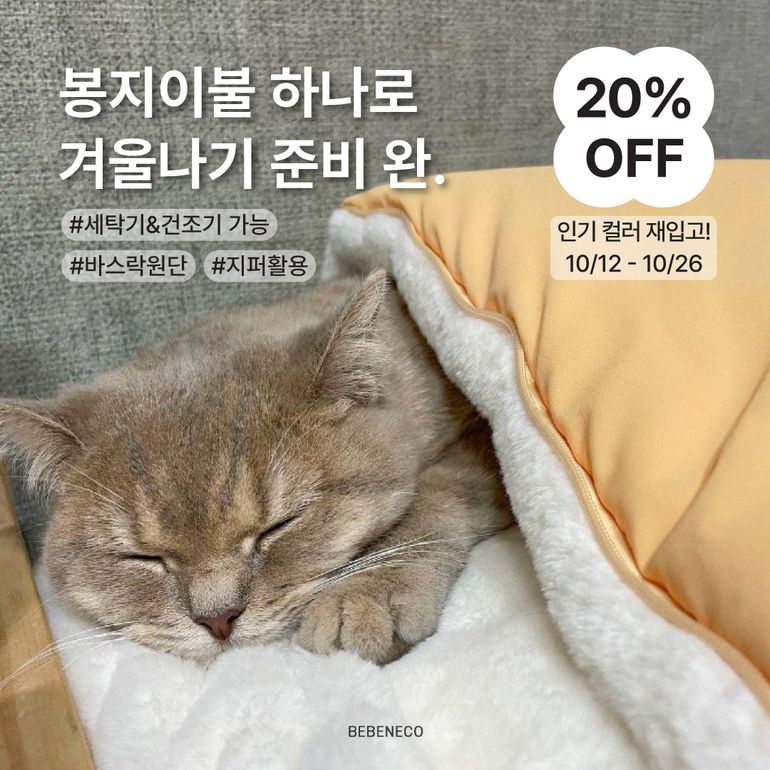 봉지이불 하나로
겨울나기 준비 완.
#세탁기&건조기 가능
#바스락원단 #지퍼활용
20%
OFF
인기 컬러 재입고!
10/12 - 10/26
BEBENECO